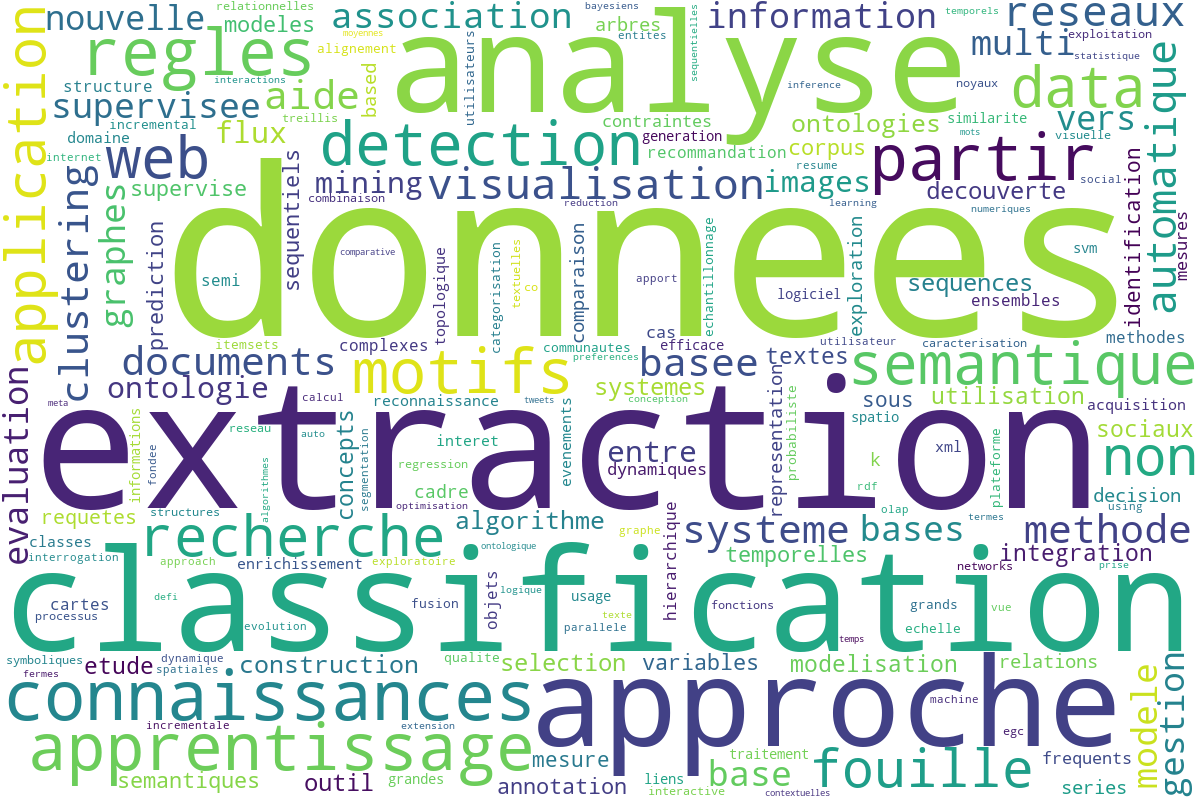 relationnelles
bayesiens
temporels
nouvelle
modeles
association
moyennes
arbres
entites
sequentielles
information
reseaux
exploitation
application
regles
alignement
utilisateurs
analyse
multi
statistique
structure
interactions
based
inference
noyaux
data
automatique
supervisee
aide
treillis
contraintes
vers
incremental
flux
generation
ontologies
similarite
mots
visuelle
domaine
detection
recommandation
corpus
partir
internet
web
resume
social
clustering
supervise
mining
visualisation
images
decouverte
identification
combinaison
reduction
learning
numeriques
mesures
graphes
prediction
sequentiels
donnees
comparative
topologique
categorisation
textuelles
comparaison
echantillonnage
exploration
svm
semi
co
apport
logiciel
sequences
ensembles
itemsets
complexes
communautes
cas
efficace
utilisateur
caracterisation
methodes
documents
motifs
preferences
basee
textes
semantique
evaluation
ontologie
calcul
reconnaissance
tweets
systemes
conception
sous
utilisation
acquisition
meta
extraction
informations
fondee
reseau
auto
concepts
segmentation
interet
evenements
entre
representation
probabiliste
spatio
sociaux
algorithmes
regression
dynamiques
k
xml
plateforme
non
cadre
optimisation
rdf
decision
requetes
structures
recherche
algorithme
graphe
hierarchique
systeme
olap
bases
termes
using
methode
classes
interrogation
approach
enrichissement
ontologique
exploratoire
temporelles
networks
integration
prise
classification
objets
logique
usage
defi
cartes
processus
fusion
texte
fonctions
grands
vue
evolution
parallele
temps
echelle
symboliques
fermes
etude
dynamique
spatiales
construction
qualite
selection
variables
modelisation
relations
modele
gestion
connaissances
approche
machine
incrementale
extension
egc
apprentissage
mesure
traitement
fouille
frequents
semantiques
outil
grandes
annotation
liens
interactive
base
contextuelles
series